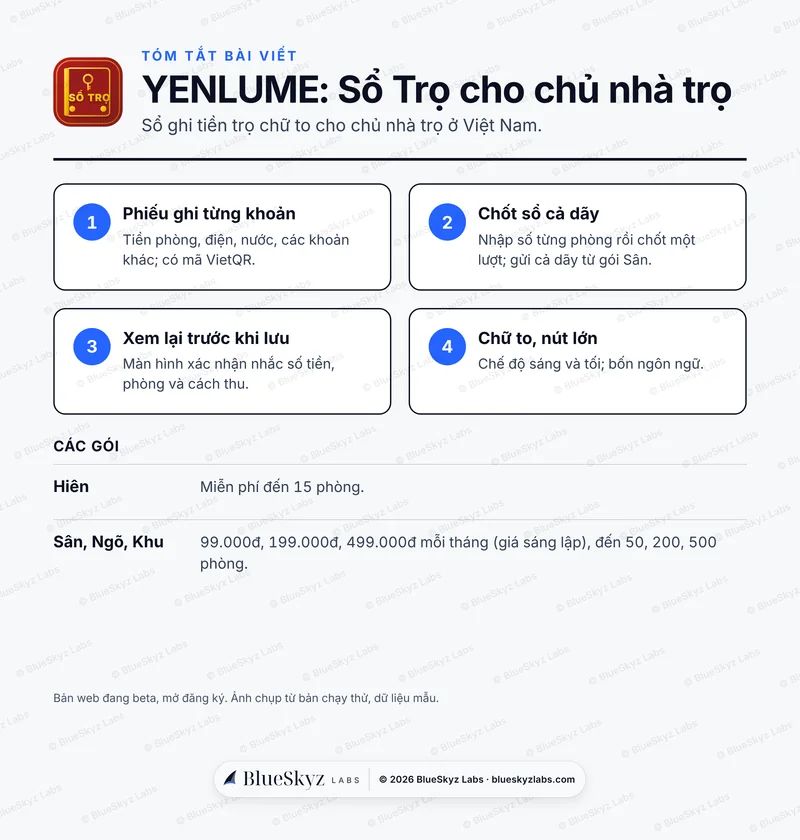 TÓM TẮT BÀI VIẾT
SỔ TRỌ
YENLUME: Sổ Trọ cho chủ nhà trọ
Sổ ghi tiền trọ chữ to cho chủ nhà trọ ở Việt Nam.
1
Phiếu ghi từng khoản
Tiền phòng, điện, nước, các khoản
khác; có mã VietQR.
2
Chốt sổ cả dãy
Nhập số từng phòng rồi chốt một
lượt; gửi cả dãy từ gói Sân.
3
Xem lại trước khi lưu
Màn hình xác nhận nhắc số tiền,
phòng và cách thu.
4
Chữ to, nút lớn
Chế độ sáng và tối; bốn ngôn ngữ.
CÁC GÓI
Hiên
Miễn phí đến 15 phòng.
Sân, Ngõ, Khu
99.000đ, 199.000đ, 499.000đ mỗi tháng (giá sáng lập), đến 50, 200, 500
phòng.
Bản web đang beta, mở đăng ký. Ảnh chụp từ bản chạy thử, dữ liệu mẫu.
BlueSkyz LABS
© 2026 BlueSkyz Labs · blueskyzlabs.com
© BlueSkyz Labs